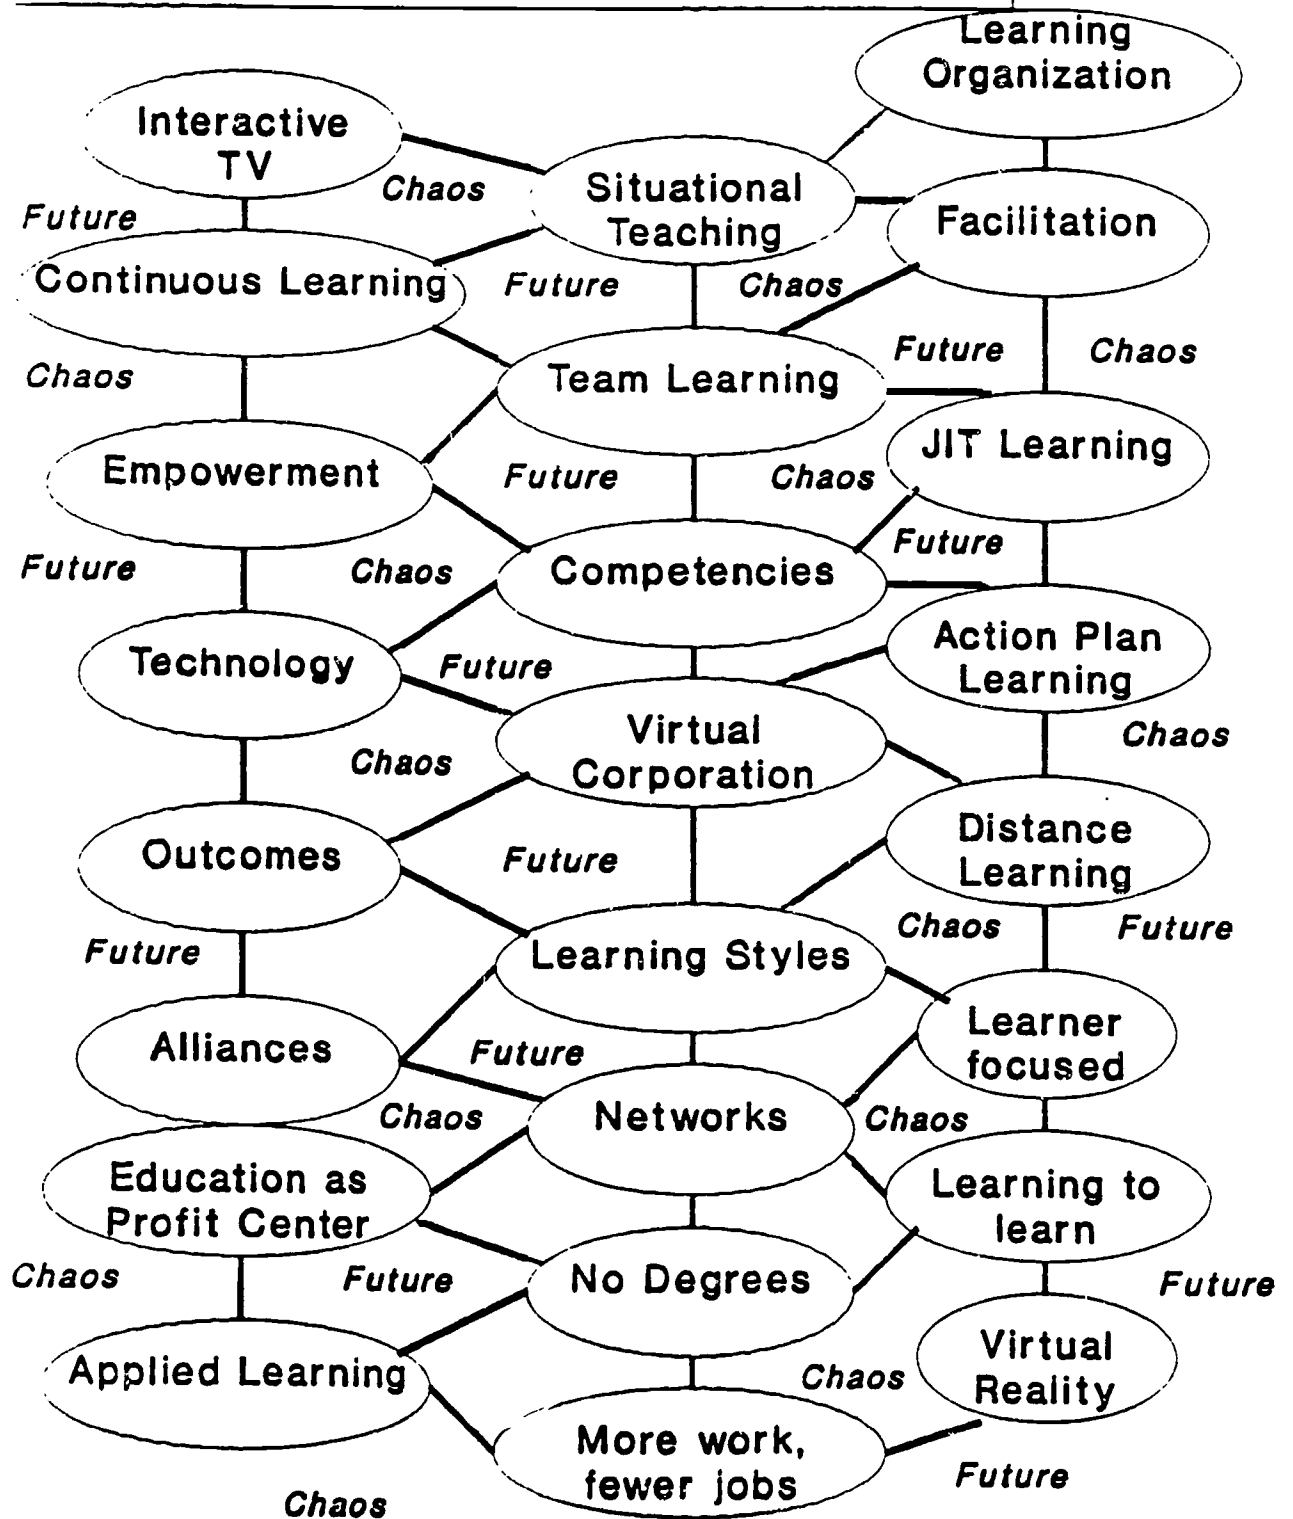 Learning
Organization
Interactive
TV
Chaos
Situational
Teaching
Future
Facilitation
Continuous Learning
Future
Chaos
Future
Chaos
Chaos
Team Learning
JIT Learning
Empowerment
Future
Chaos
Future
Future
Chaos
Competencies
Action Plan
Learning
Technology
Future
Virtual
Corporation
Chaos
Chaos
Distance
Learning
Outcomes
Future
Chaos
Future
Future
Learning Styles
Learner
focused
Alliances
Future
Chaos
Networks
Chaos
Education as
Profit Center
Learning to
learn
Chaos
Future
No Degrees
Future
Virtual
Reality
Applied Learning
Chaos
More work,
fewer jobs
Future
Chaos